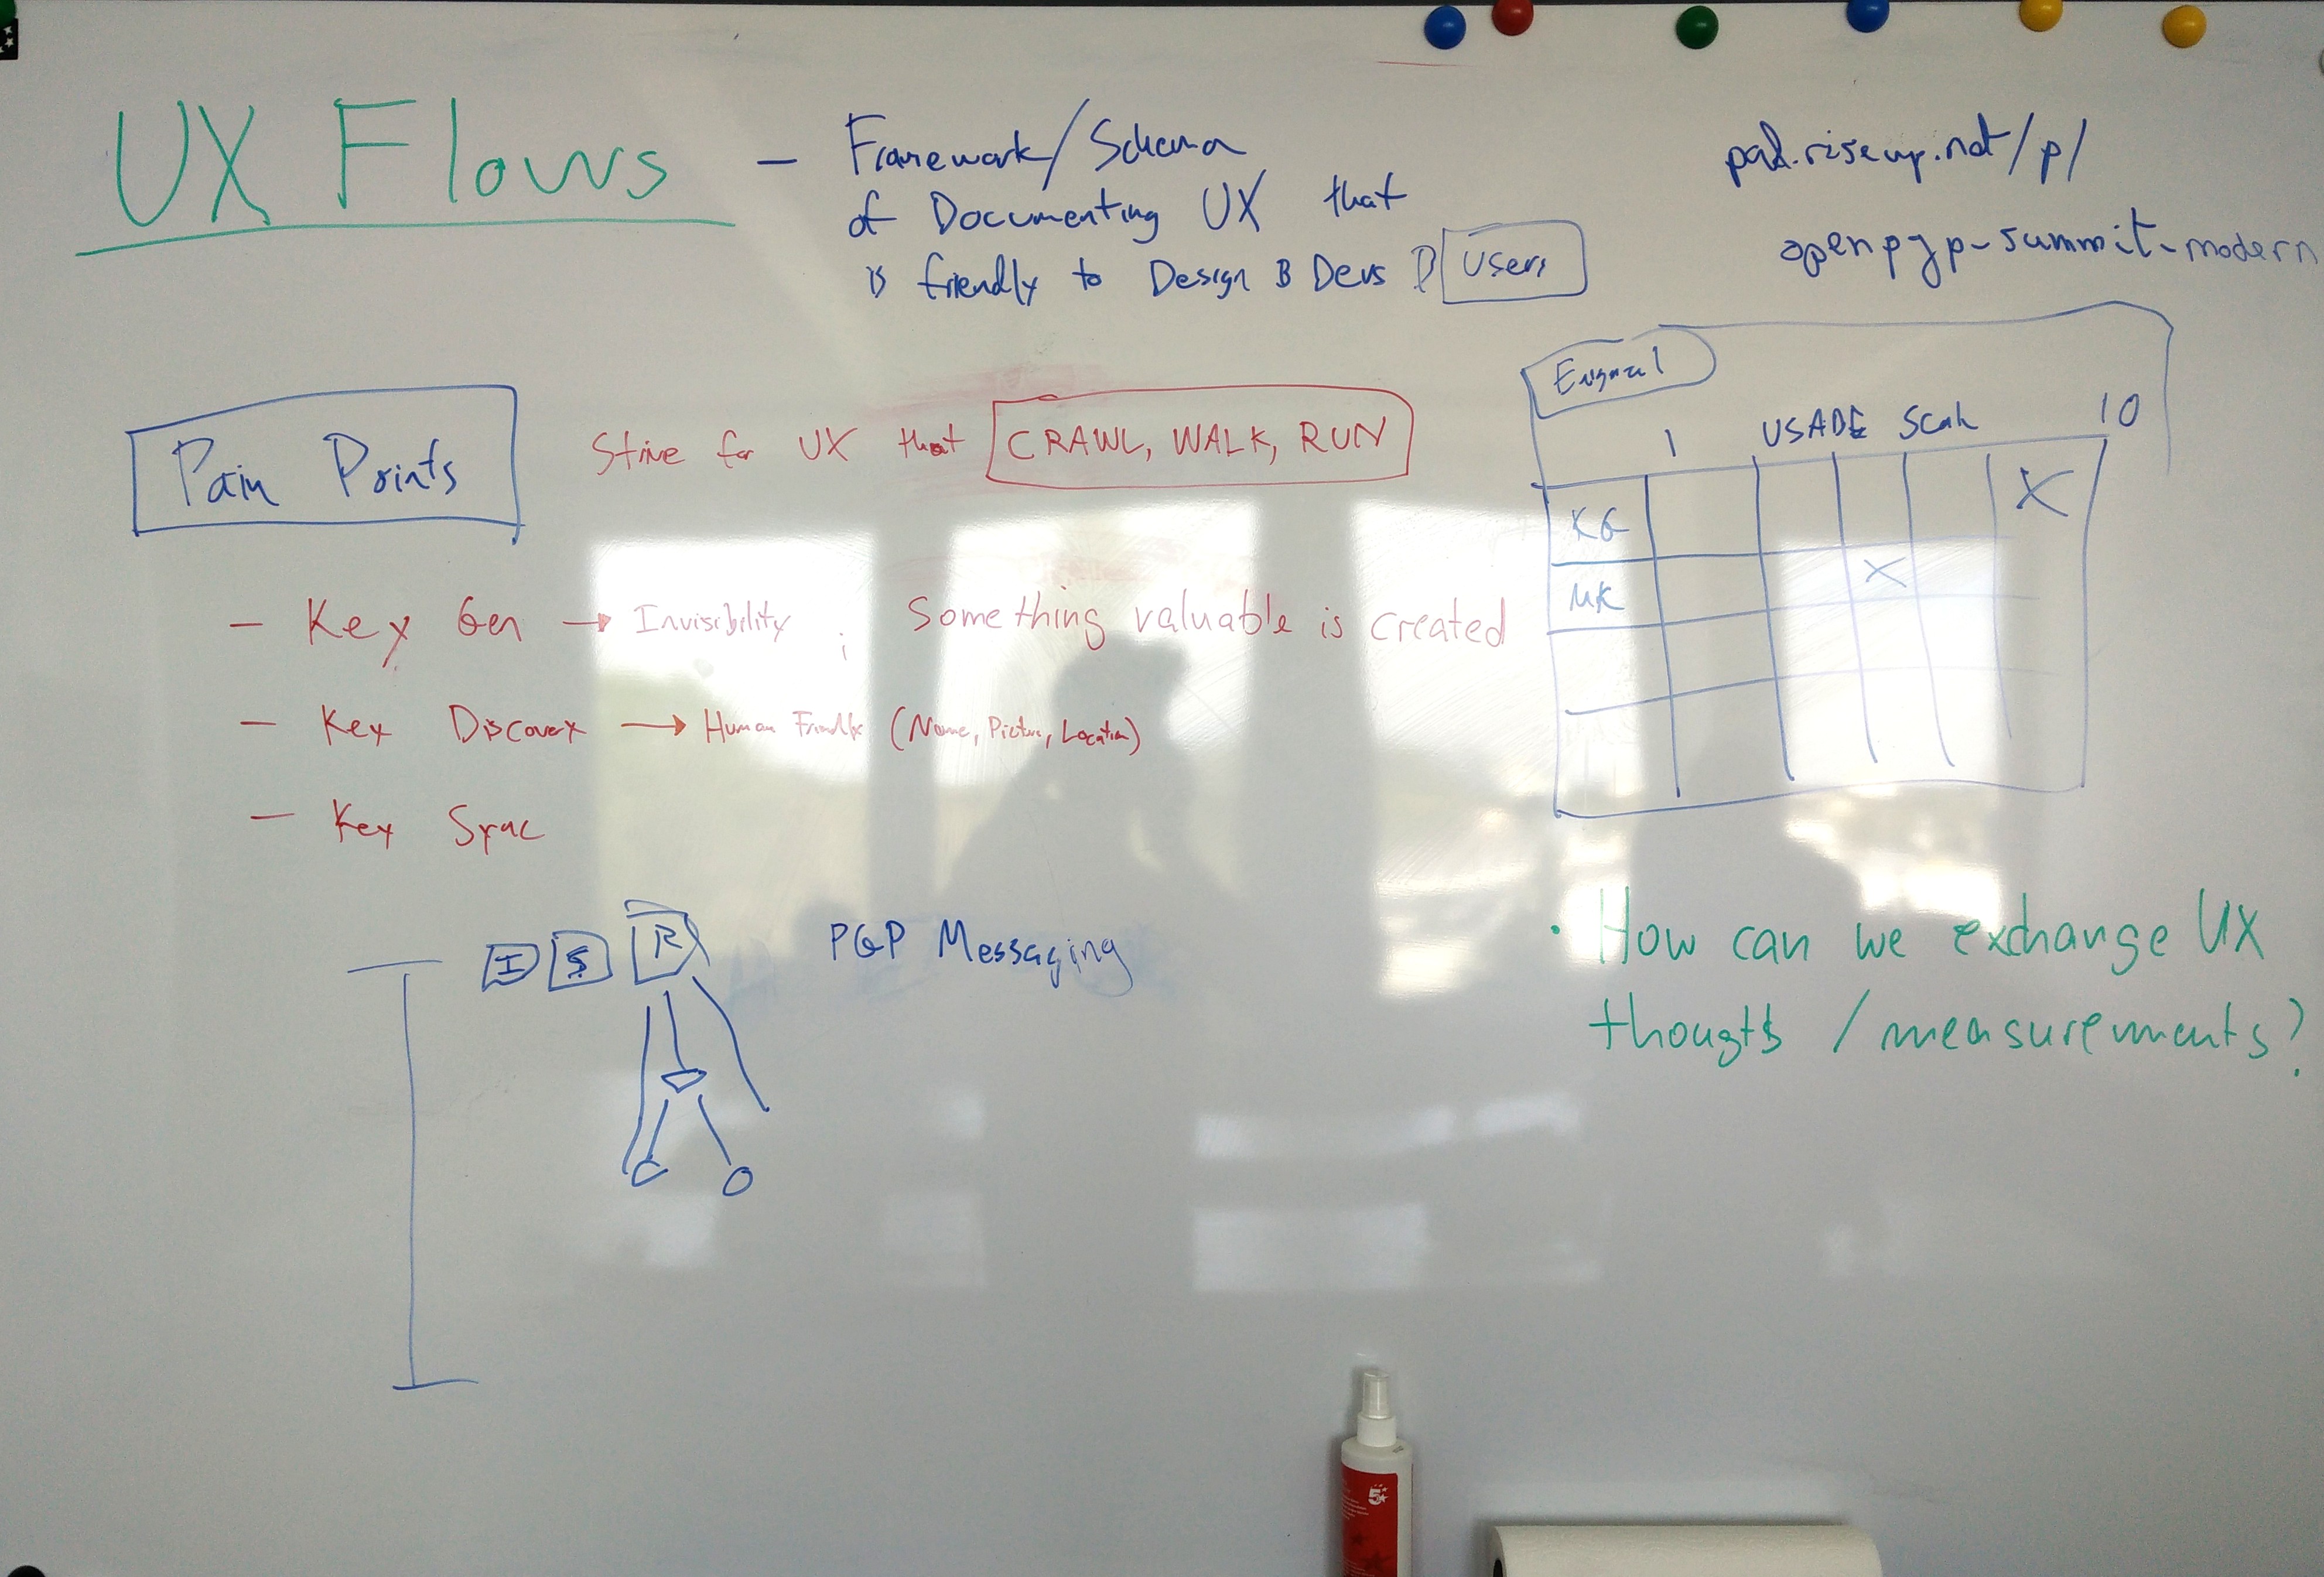 UX Flows
- Framework/Schema
of Documenting UX that
is friendly to Design & Devs
Users
pad.riseup.net/p/
openpgp-summit-modern
Pain Points
Strive for UX that CRAWL, WALK, RUN
- Key Gen → Invisibility ; Something valuable is created
- Key Discovery → Human Friendly (Name, Picture, Location)
- Key Sync
1 Scale 10
KG X
MK X
I S R PGP Messaging
• How can we exchange UX
thougts / measurements?
5